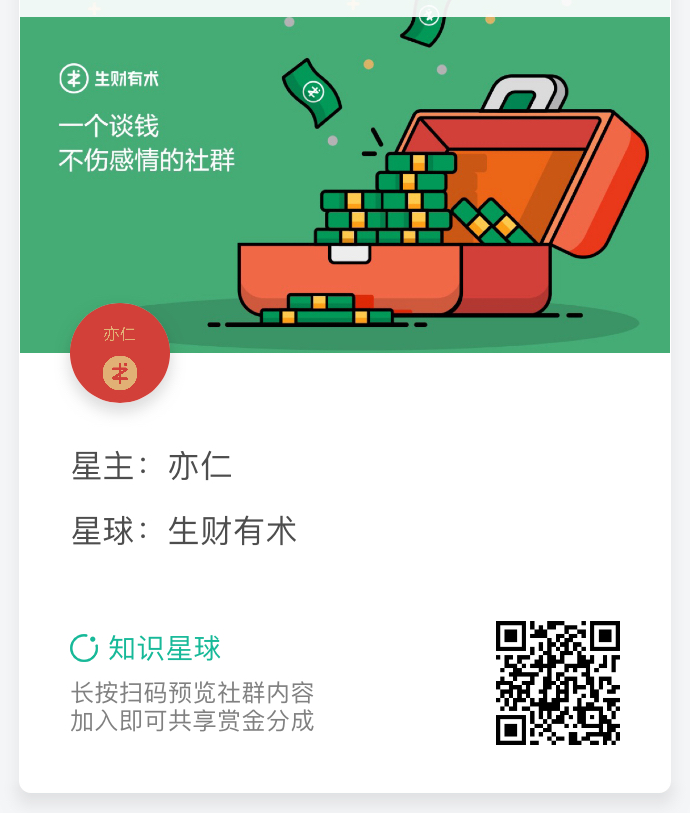 生财有术
一个谈钱
不伤感情的社群
亦仁
星主：亦仁
星球：生财有术
知识星球
长按扫码预览社群内容
加入即可共享赏金分成